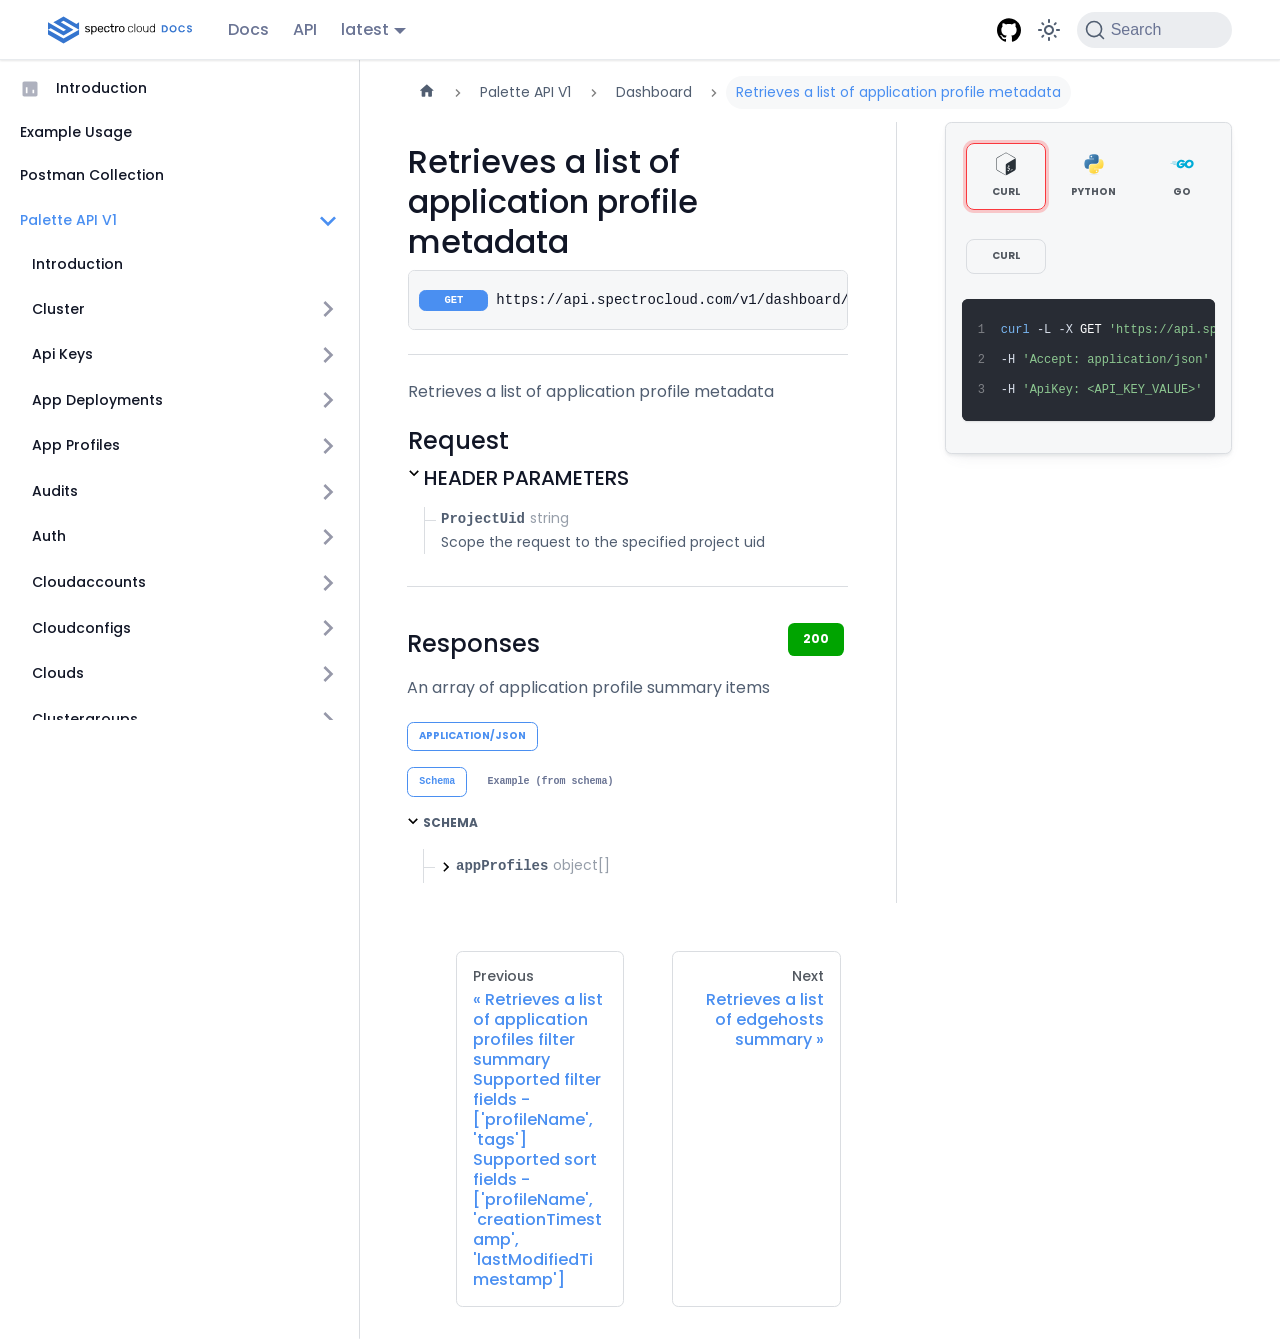 spectro cloud DOCS
Docs
API
latest
Search
Introduction
Example Usage
Postman Collection
Palette API V1
Introduction
Cluster
Api Keys
App Deployments
App Profiles
Audits
Auth
Cloudaccounts
Cloudconfigs
Clouds
Clustergroups
Palette API V1
Dashboard
Retrieves a list of application profile metadata
Retrieves a list of
application profile
metadata
GET https://api.spectrocloud.com/v1/dashboard/
Retrieves a list of application profile metadata
Request
HEADER PARAMETERS
ProjectUid string
Scope the request to the specified project uid
Responses
200
An array of application profile summary items
APPLICATION/JSON
Schema
Example (from schema)
SCHEMA
appProfiles object[]
CURL
PYTHON
GO
CURL
1 curl -L -X GET 'https://api.sp
2 -H 'Accept: application/json'
3 -H 'ApiKey: <API_KEY_VALUE>'
Previous
« Retrieves a list
of application
profiles filter
summary
Supported filter
fields -
['profileName',
'tags']
Supported sort
fields -
['profileName',
'creationTimest
amp',
'lastModifiedTi
mestamp']
Next
Retrieves a list
of edgehosts
summary »